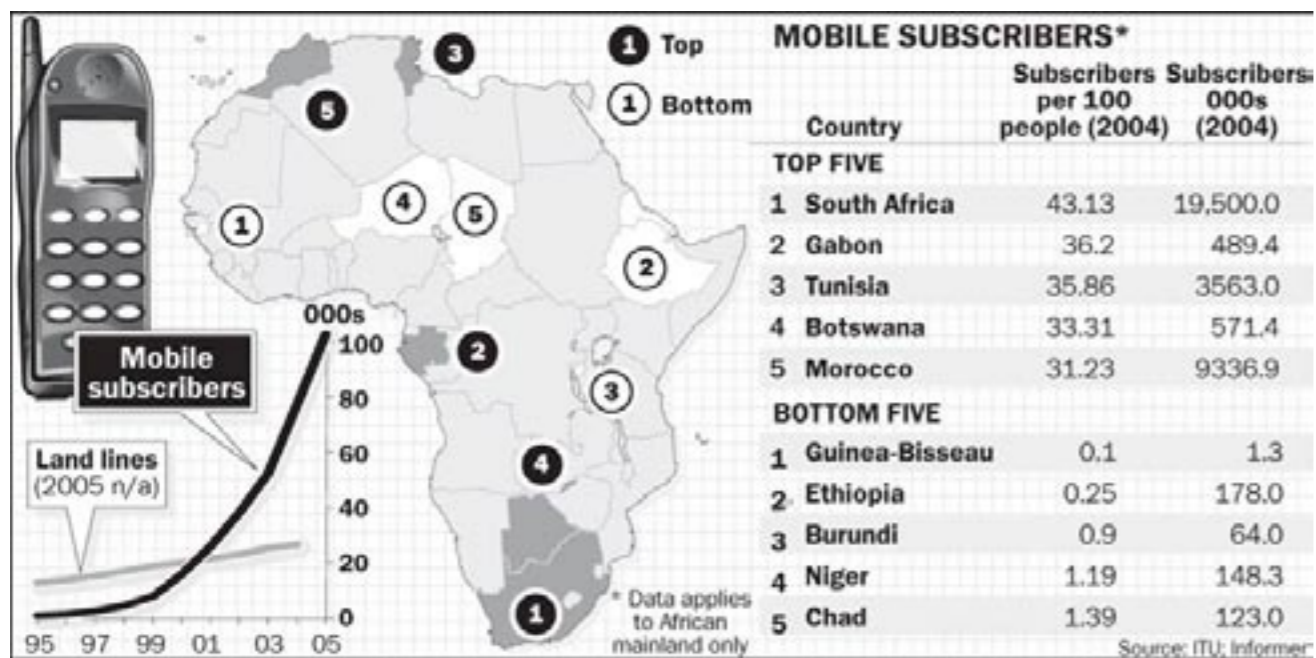 1 Top
1 Bottom
3
5
4
5
1
2
2
3
4
1
000s
100
80
60
40
20
0
Mobile
subscribers
Land lines
(2005 n/a)
95 97 99 01 03 05
* Data applies
to African
mainland only
MOBILE SUBSCRIBERS*
Country
Subscribers
per 100
people (2004)
Subscribers
000s
(2004)
TOP FIVE
1 South Africa 43.13 19,500.0
2 Gabon 36.2 489.4
3 Tunisia 35.86 3563.0
4 Botswana 33.31 571.4
5 Morocco 31.23 9336.9
BOTTOM FIVE
1 Guinea-Bissau 0.1 1.3
2 Ethiopia 0.25 178.0
3 Burundi 0.9 64.0
4 Niger 1.19 148.3
5 Chad 1.39 123.0
Source: ITU; Informer